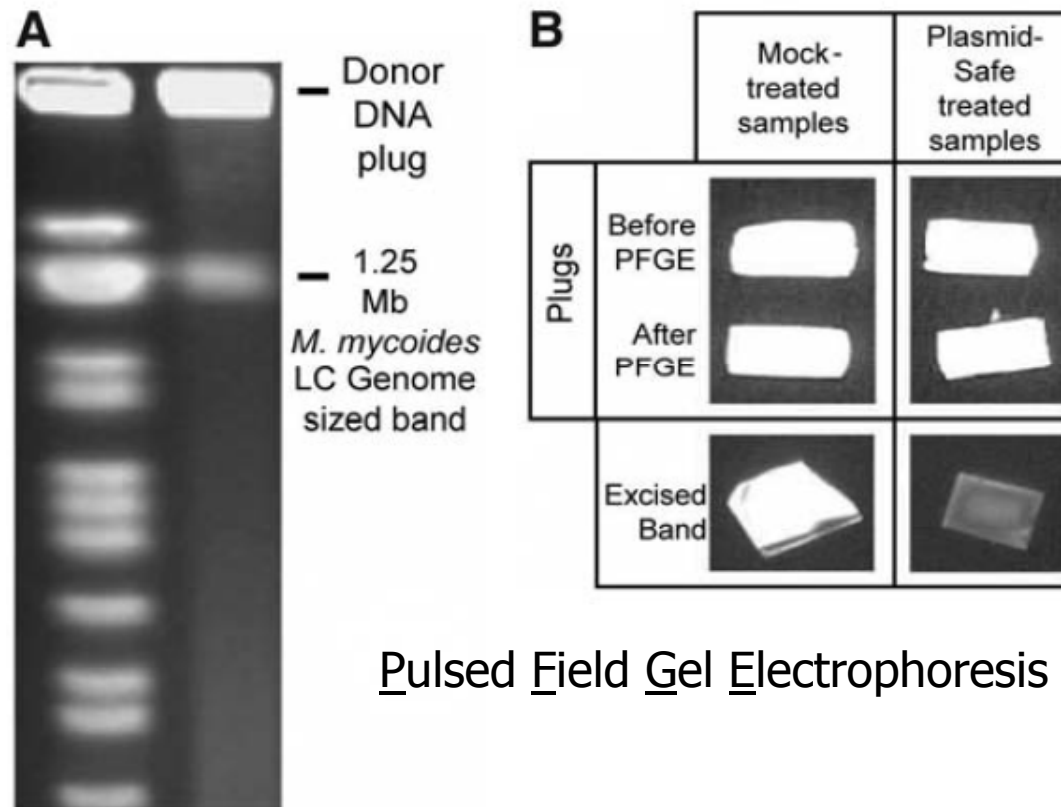 A
Donor
DNA
plug
1.25
Mb
M. mycoides
LC Genome
sized band
B
Mock-
treated
samples
Plasmid-
Safe
treated
samples
Plugs
Before
PFGE
After
PFGE
Excised
Band
Pulsed Field Gel Electrophoresis